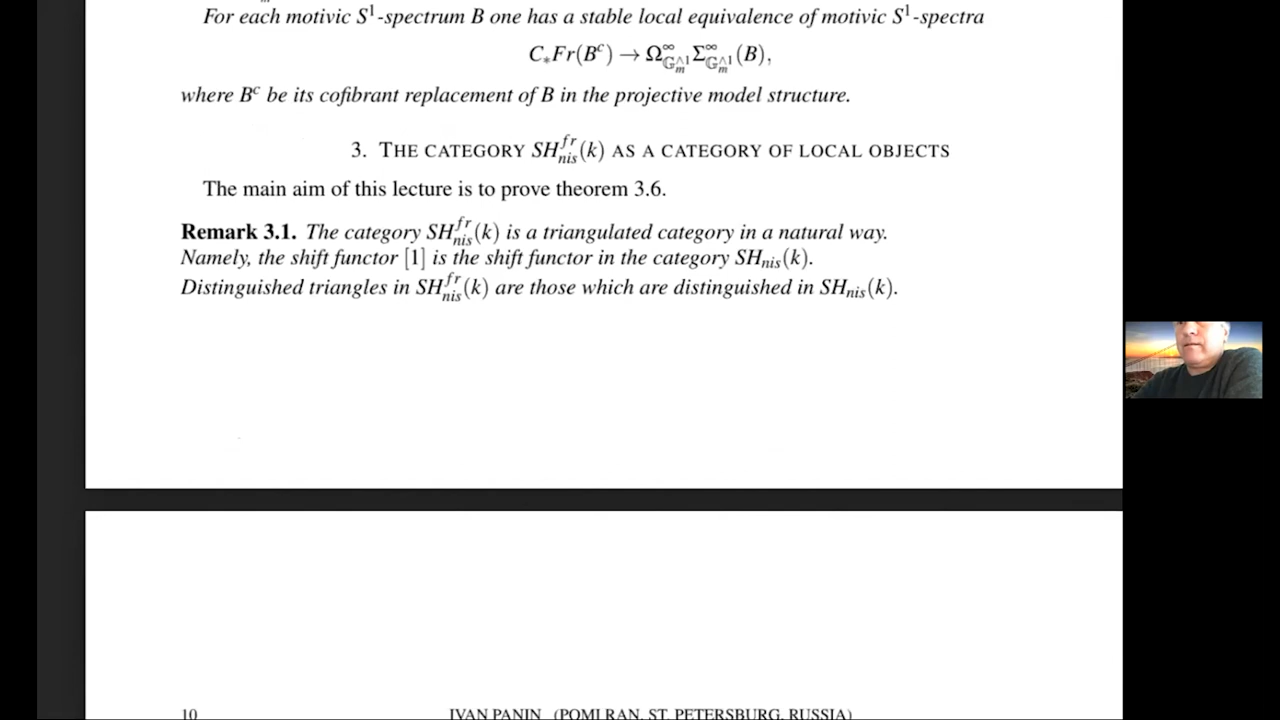 For each motivic S¹-spectrum B one has a stable local equivalence of motivic S¹-spectra
C_*Fr(B^c) → Ω^∞_{𝔾_m^{∧1}} Σ^∞_{𝔾_m^{∧1}}(B),
where B^c be its cofibrant replacement of B in the projective model structure.
3. THE CATEGORY SH^{fr}_{nis}(k) AS A CATEGORY OF LOCAL OBJECTS
The main aim of this lecture is to prove theorem 3.6.
Remark 3.1. The category SH^{fr}_{nis}(k) is a triangulated category in a natural way.
Namely, the shift functor [1] is the shift functor in the category SH_{nis}(k).
Distinguished triangles in SH^{fr}_{nis}(k) are those which are distinguished in SH_{nis}(k).
10 IVAN PANIN (POMI RAN, ST. PETERSBURG, RUSSIA)